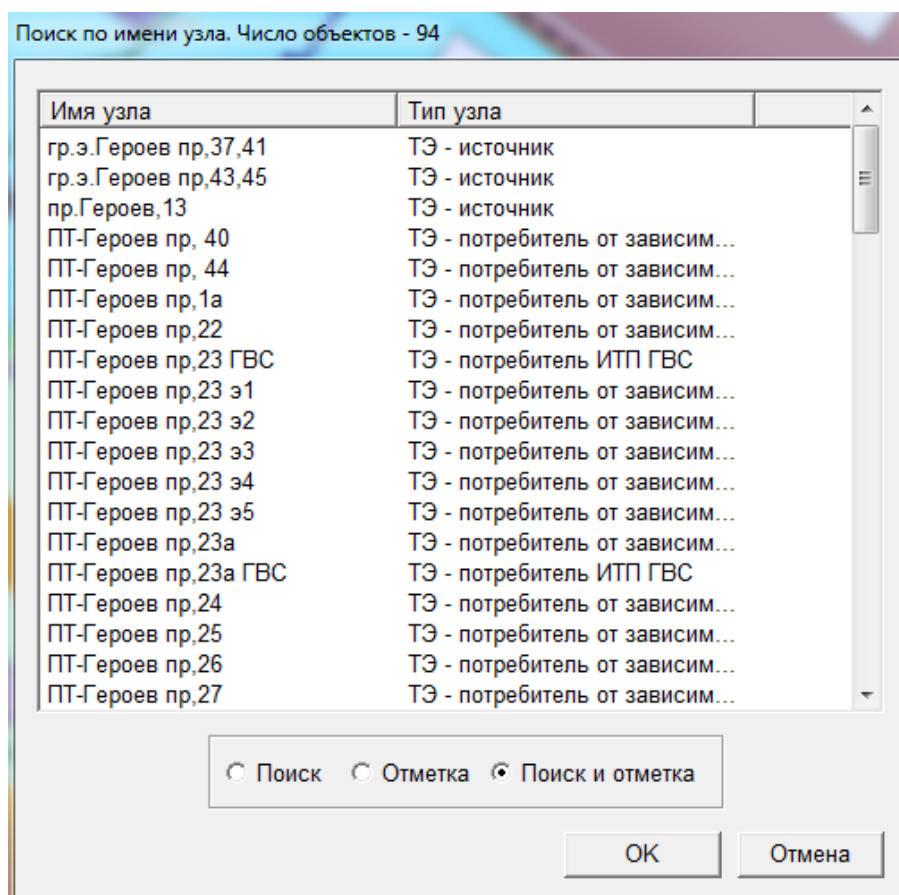 Поиск по имени узла. Число объектов - 94
Имя узла Тип узла
гр.э.Героев пр,37,41 ТЭ - источник
гр.э.Героев пр,43,45 ТЭ - источник
пр.Героев,13 ТЭ - источник
ПТ-Героев пр, 40 ТЭ - потребитель от зависим...
ПТ-Героев пр, 44 ТЭ - потребитель от зависим...
ПТ-Героев пр,1а ТЭ - потребитель от зависим...
ПТ-Героев пр,22 ТЭ - потребитель от зависим...
ПТ-Героев пр,23 ГВС ТЭ - потребитель ИТП ГВС
ПТ-Героев пр,23 э1 ТЭ - потребитель от зависим...
ПТ-Героев пр,23 э2 ТЭ - потребитель от зависим...
ПТ-Героев пр,23 э3 ТЭ - потребитель от зависим...
ПТ-Героев пр,23 э4 ТЭ - потребитель от зависим...
ПТ-Героев пр,23 э5 ТЭ - потребитель от зависим...
ПТ-Героев пр,23а ТЭ - потребитель от зависим...
ПТ-Героев пр,23а ГВС ТЭ - потребитель ИТП ГВС
ПТ-Героев пр,24 ТЭ - потребитель от зависим...
ПТ-Героев пр,25 ТЭ - потребитель от зависим...
ПТ-Героев пр,26 ТЭ - потребитель от зависим...
ПТ-Героев пр,27 ТЭ - потребитель от зависим...
Поиск Отметка Поиск и отметка
OK Отмена